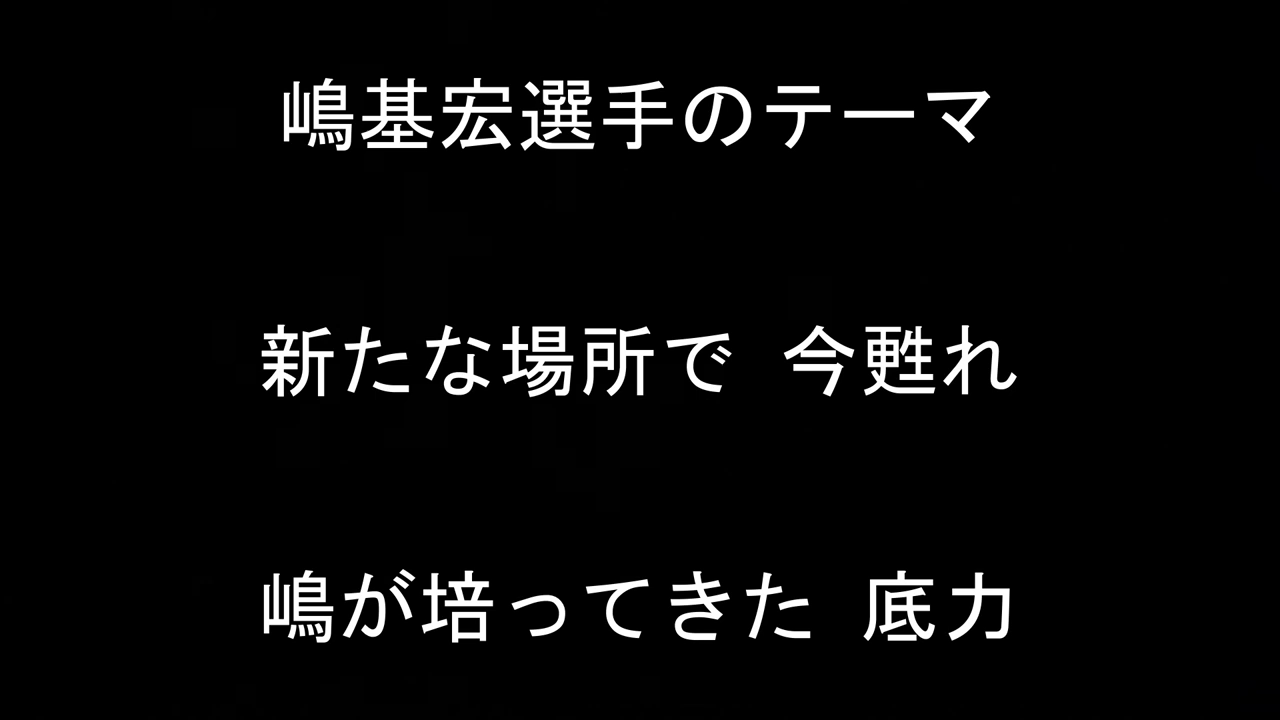 嶋基宏選手のテーマ
新たな場所で 今甦れ
嶋が培ってきた 底力